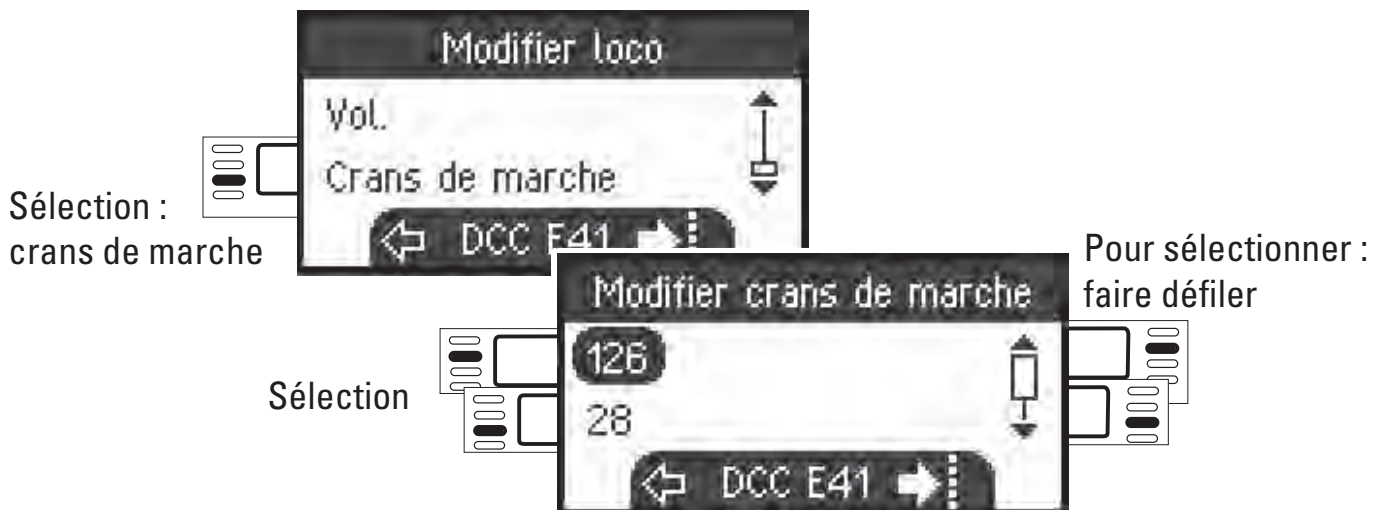 Modifier loco
Vol.
Crans de marche
DCC E41
Sélection :
crans de marche
Modifier crans de marche
126
28
DCC E41
Pour sélectionner :
faire défiler
Sélection